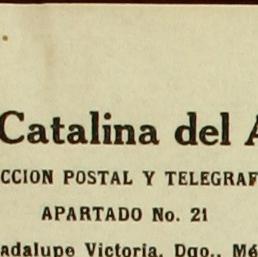 Catalina del A
CCION POSTAL Y TELEGRAF
APARTADO No. 21
adalupe Victoria, Dgo., Mé